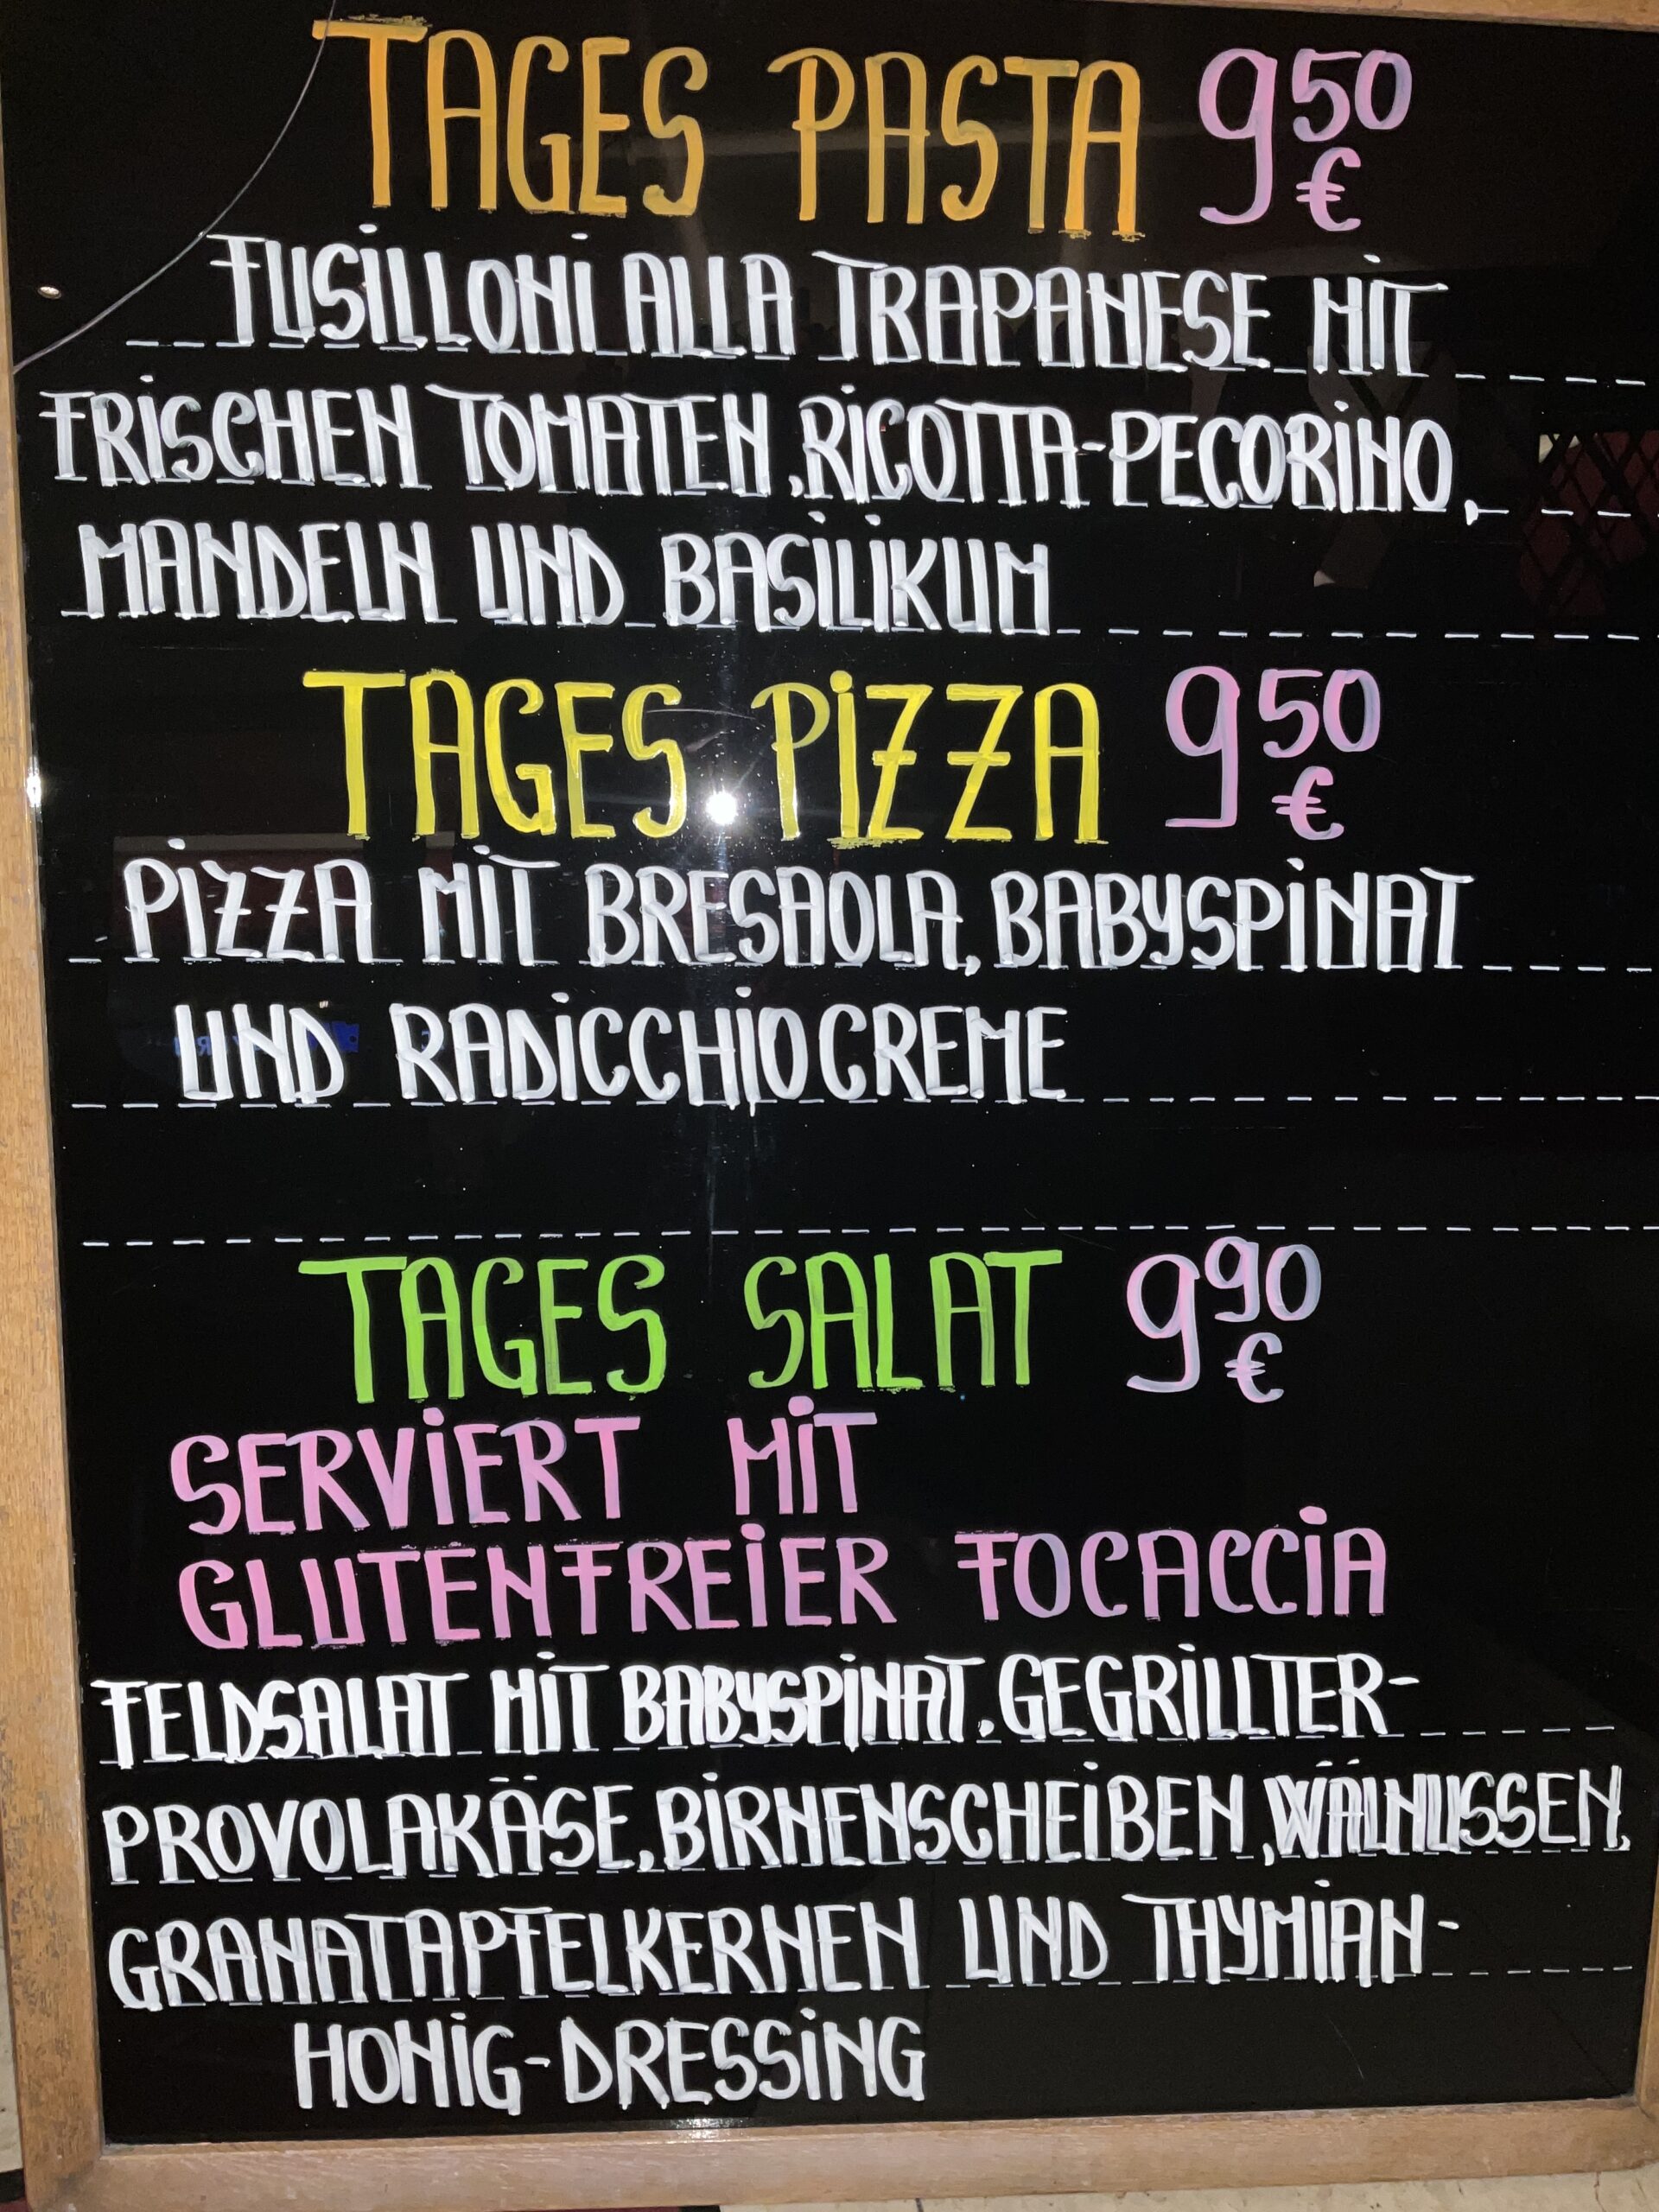 TAGES PASTA 9 50 €
FUSILLONI ALLA TRAPANESE MIT
FRISCHEN TOMATEN, RICOTTA-PECORINO,
MANDELN UND BASILIKUM
TAGES PIZZA 9 50 €
PIZZA MIT BRESAOLA, BABYSPINAT
UND RADICCHIOCREME
TAGES SALAT 9 90 €
SERVIERT MIT
GLUTENFREIER FOCACCIA
FELDSALAT MIT BABYSPINAT, GEGRILLTER-
PROVOLAKÄSE, BIRNENSCHEIBEN, WALNUSSEN,
GRANATAPFELKERNEN UND THYMIAN-
HONIG-DRESSING